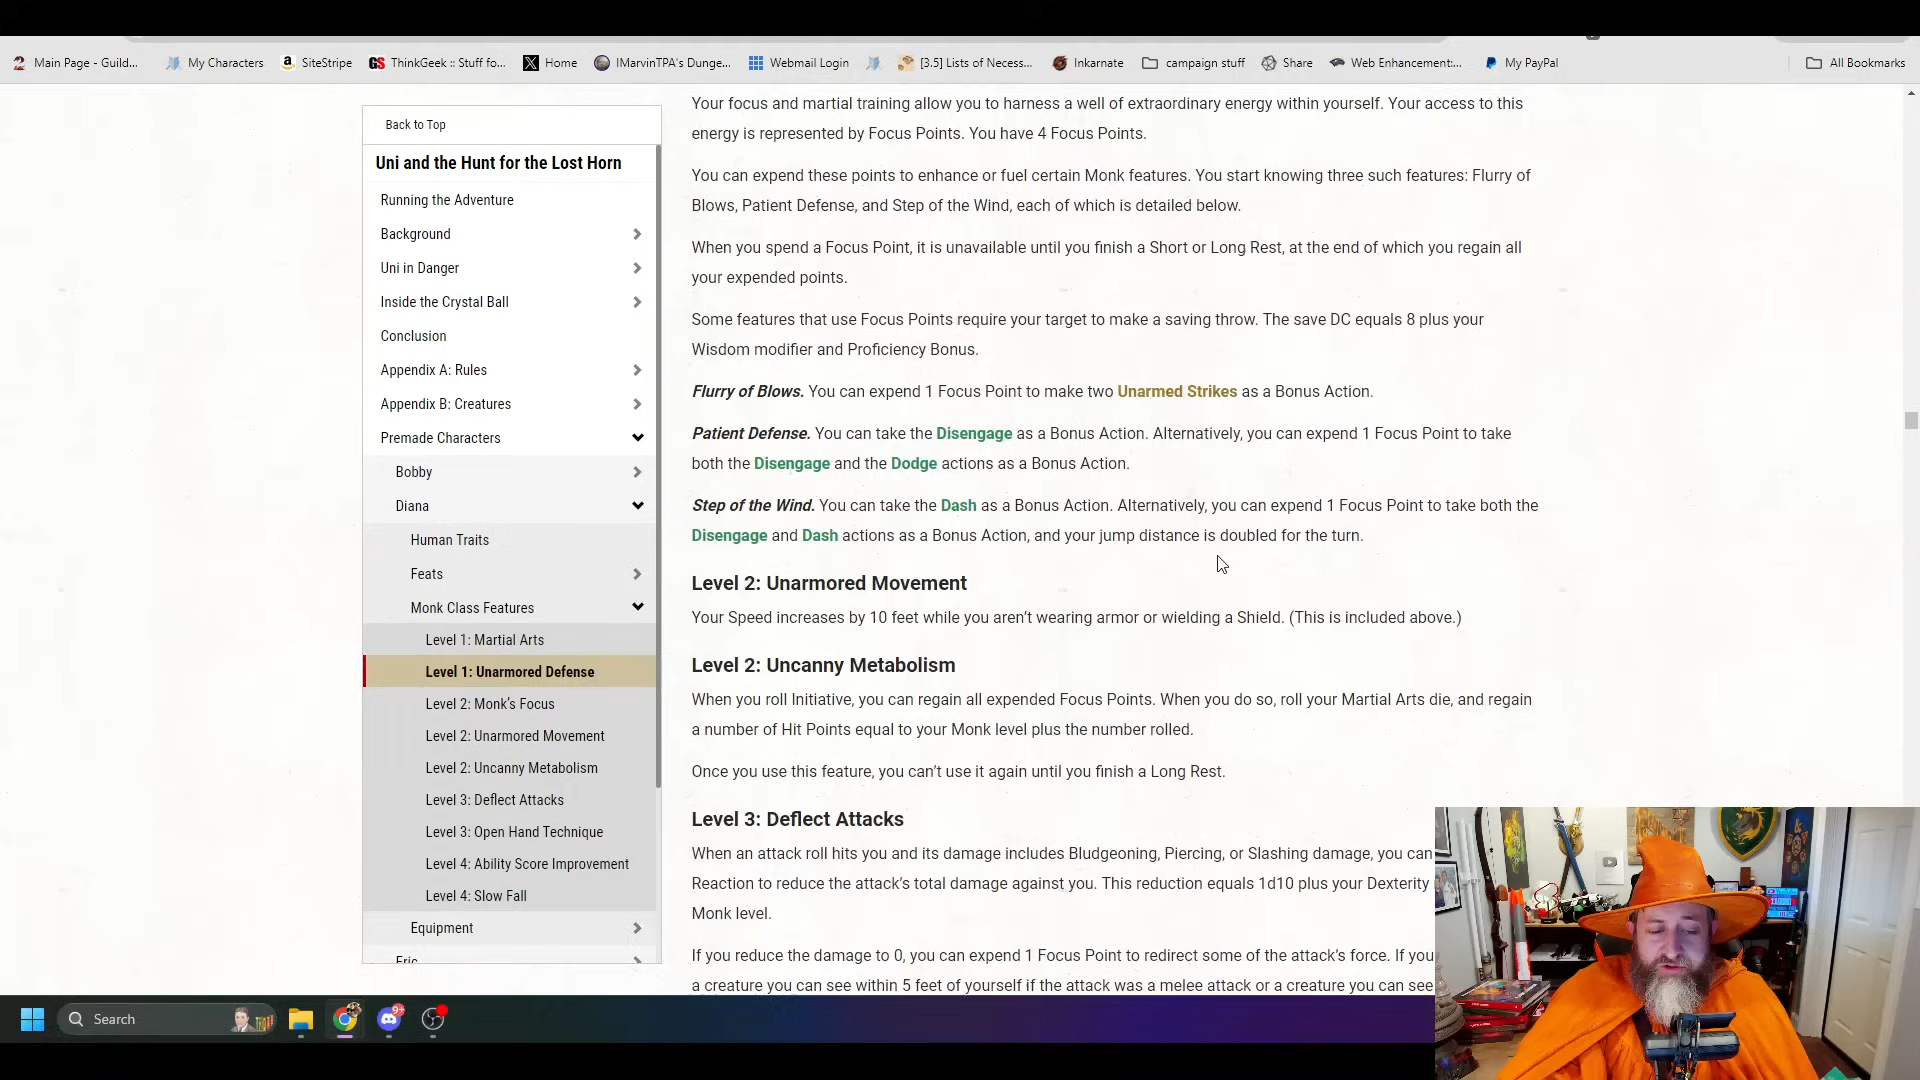 Main Page - Guild...
My Characters
SiteStripe
ThinkGeek :: Stuff fo...
Home
IMarvinTPA's Dunge...
Webmail Login
[3.5] Lists of Necess...
Inkarnate
campaign stuff
Share
Web Enhancement:...
My PayPal
All Bookmarks
Back to Top
Uni and the Hunt for the Lost Horn
Running the Adventure
Background
Uni in Danger
Inside the Crystal Ball
Conclusion
Appendix A: Rules
Appendix B: Creatures
Premade Characters
Bobby
Diana
Human Traits
Feats
Monk Class Features
Level 1: Martial Arts
Level 1: Unarmored Defense
Level 2: Monk's Focus
Level 2: Unarmored Movement
Level 2: Uncanny Metabolism
Level 3: Deflect Attacks
Level 3: Open Hand Technique
Level 4: Ability Score Improvement
Level 4: Slow Fall
Equipment
Eric
Your focus and martial training allow you to harness a well of extraordinary energy within yourself. Your access to this
energy is represented by Focus Points. You have 4 Focus Points.
You can expend these points to enhance or fuel certain Monk features. You start knowing three such features: Flurry of
Blows, Patient Defense, and Step of the Wind, each of which is detailed below.
When you spend a Focus Point, it is unavailable until you finish a Short or Long Rest, at the end of which you regain all
your expended points.
Some features that use Focus Points require your target to make a saving throw. The save DC equals 8 plus your
Wisdom modifier and Proficiency Bonus.
Flurry of Blows. You can expend 1 Focus Point to make two Unarmed Strikes as a Bonus Action.
Patient Defense. You can take the Disengage as a Bonus Action. Alternatively, you can expend 1 Focus Point to take
both the Disengage and the Dodge actions as a Bonus Action.
Step of the Wind. You can take the Dash as a Bonus Action. Alternatively, you can expend 1 Focus Point to take both the
Disengage and Dash actions as a Bonus Action, and your jump distance is doubled for the turn.
Level 2: Unarmored Movement
Your Speed increases by 10 feet while you aren't wearing armor or wielding a Shield. (This is included above.)
Level 2: Uncanny Metabolism
When you roll Initiative, you can regain all expended Focus Points. When you do so, roll your Martial Arts die, and regain
a number of Hit Points equal to your Monk level plus the number rolled.
Once you use this feature, you can't use it again until you finish a Long Rest.
Level 3: Deflect Attacks
When an attack roll hits you and its damage includes Bludgeoning, Piercing, or Slashing damage, you can
Reaction to reduce the attack's total damage against you. This reduction equals 1d10 plus your Dexterity
Monk level.
If you reduce the damage to 0, you can expend 1 Focus Point to redirect some of the attack's force. If you
a creature you can see within 5 feet of yourself if the attack was a melee attack or a creature you can see
Search
9+